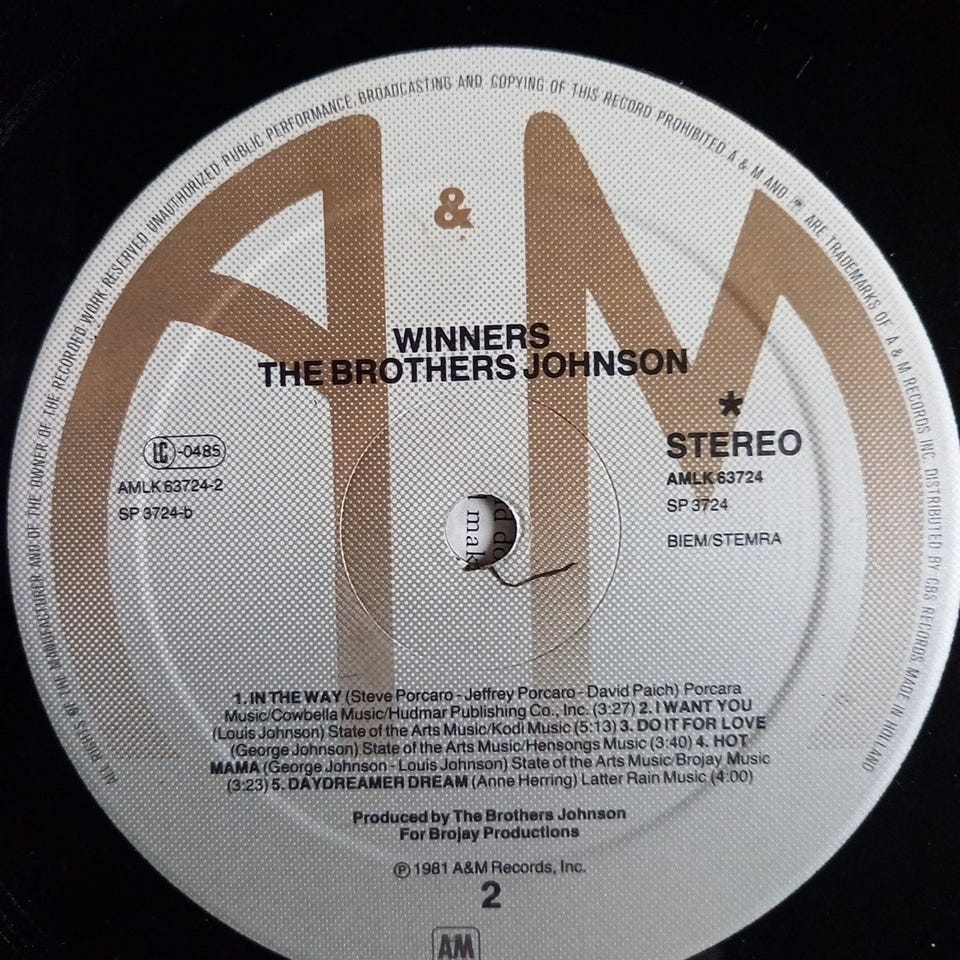 ALL RIGHTS OF THE MANUFACTURER AND OF THE OWNER OF THE RECORDED WORK RESERVED UNAUTHORIZED PUBLIC PERFORMANCE, BROADCASTING AND COPYING OF THIS RECORD PROHIBITED. A & M AND ARE TRADEMARKS OF A & M RECORDS INC. DISTRIBUTED BY CBS RECORDS MADE IN HOLLAND
A & M
WINNERS
THE BROTHERS JOHNSON
LC-0485
AMLK 63724-2
SP 3724-b
*
STEREO
AMLK 63724
SP 3724
BIEM/STEMRA
d do
mak
1. IN THE WAY (Steve Porcaro - Jeffrey Porcaro - David Paich) Porcara
Music/Cowbella Music/Hudmar Publishing Co., Inc. (3:27) 2. I WANT YOU
(Louis Johnson) State of the Arts Music/Kodi Music (5:13) 3. DO IT FOR LOVE
(George Johnson) State of the Arts Music/Hensongs Music (3:40) 4. HOT
MAMA (George Johnson - Louis Johnson) State of the Arts Music/Brojay Music
(3:23) 5. DAYDREAMER DREAM (Anne Herring) Latter Rain Music (4:00)
Produced by The Brothers Johnson
For Brojay Productions
℗ 1981 A&M Records, Inc.
2
AM